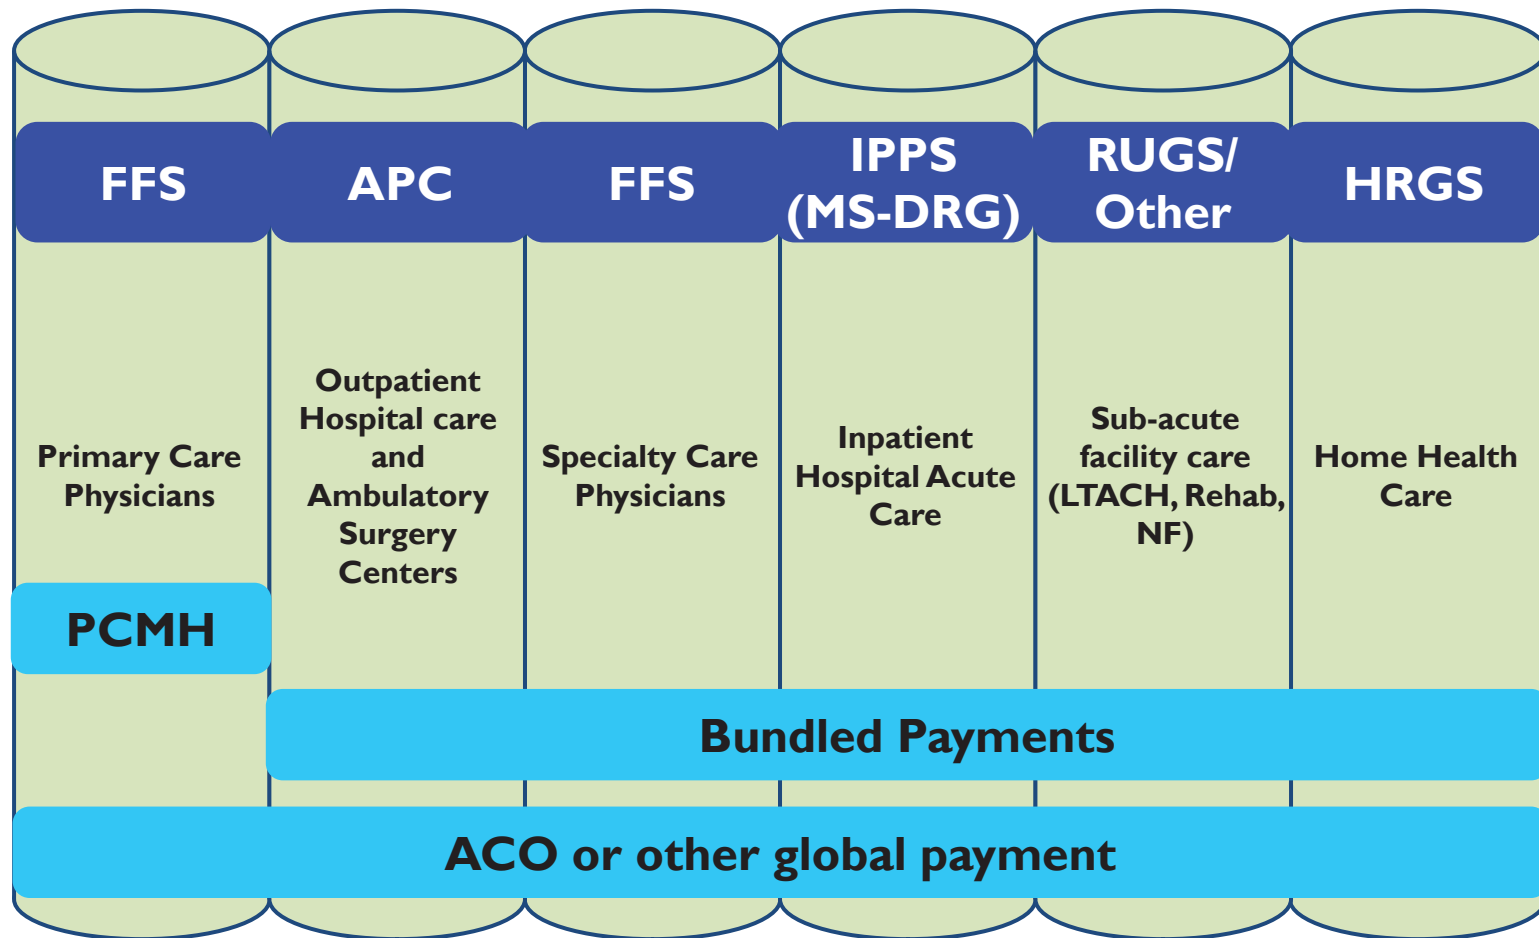 FFS
APC
FFS
IPPS
(MS-DRG)
RUGS/
Other
HRGS
Primary Care
Physicians
Outpatient
Hospital care
and
Ambulatory
Surgery
Centers
Specialty Care
Physicians
Inpatient
Hospital Acute
Care
Sub-acute
facility care
(LTACH, Rehab,
NF)
Home Health
Care
PCMH
Bundled Payments
ACO or other global payment